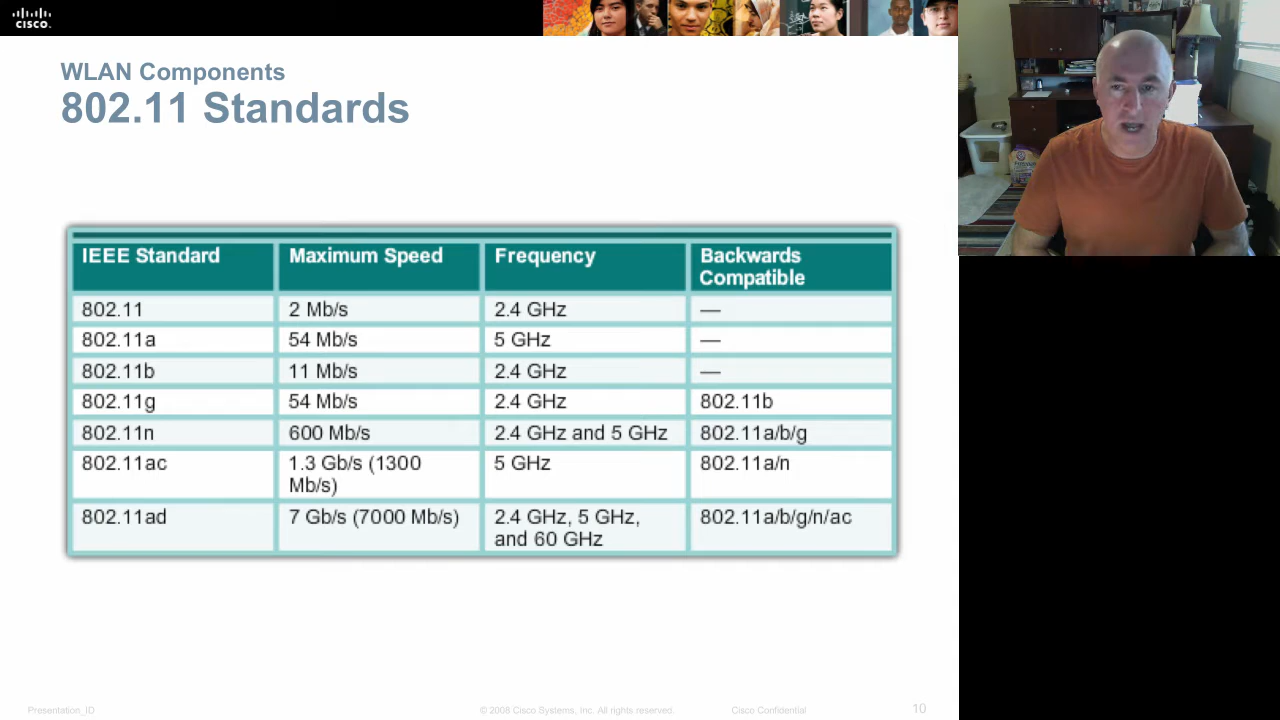 CISCO.
WLAN Components
802.11 Standards
IEEE Standard Maximum Speed Frequency Backwards
Compatible
802.11 2 Mb/s 2.4 GHz —
802.11a 54 Mb/s 5 GHz —
802.11b 11 Mb/s 2.4 GHz —
802.11g 54 Mb/s 2.4 GHz 802.11b
802.11n 600 Mb/s 2.4 GHz and 5 GHz 802.11a/b/g
802.11ac 1.3 Gb/s (1300 5 GHz 802.11a/n
Mb/s)
802.11ad 7 Gb/s (7000 Mb/s) 2.4 GHz, 5 GHz, 802.11a/b/g/n/ac
and 60 GHz
Presentation_ID © 2008 Cisco Systems, Inc. All rights reserved. Cisco Confidential 10